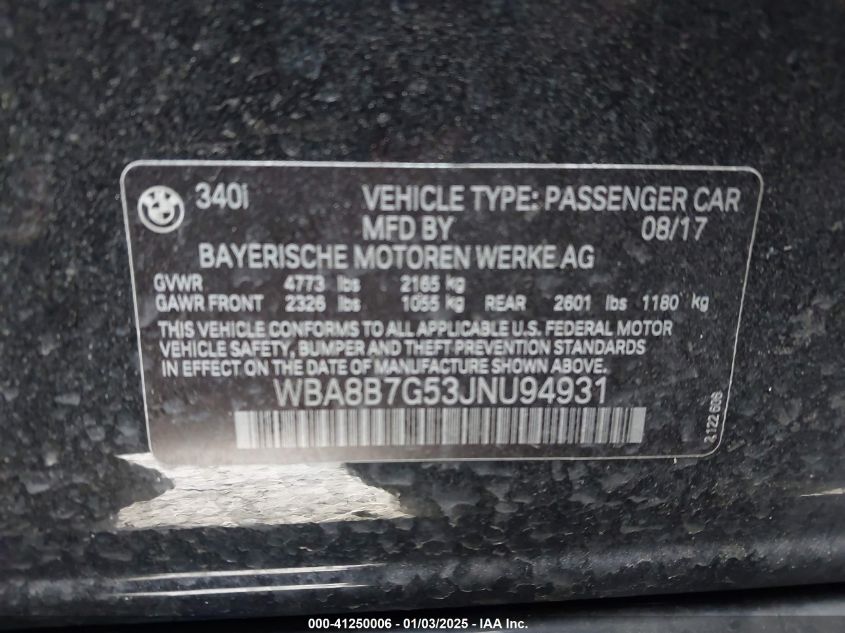 340i VEHICLE TYPE: PASSENGER CAR
MFD BY 08/17
BAYERISCHE MOTOREN WERKE AG
GVWR 4773 lbs 2165 kg
GAWR FRONT 2326 lbs 1055 kg REAR 2601 lbs 1180 kg
THIS VEHICLE CONFORMS TO ALL APPLICABLE U.S. FEDERAL MOTOR
VEHICLE SAFETY, BUMPER AND THEFT PREVENTION STANDARDS
IN EFFECT ON THE DATE OF MANUFACTURE SHOWN ABOVE.
WBA8B7G53JNU94931
2 122 606
000-41250006 - 01/03/2025 - IAA Inc.